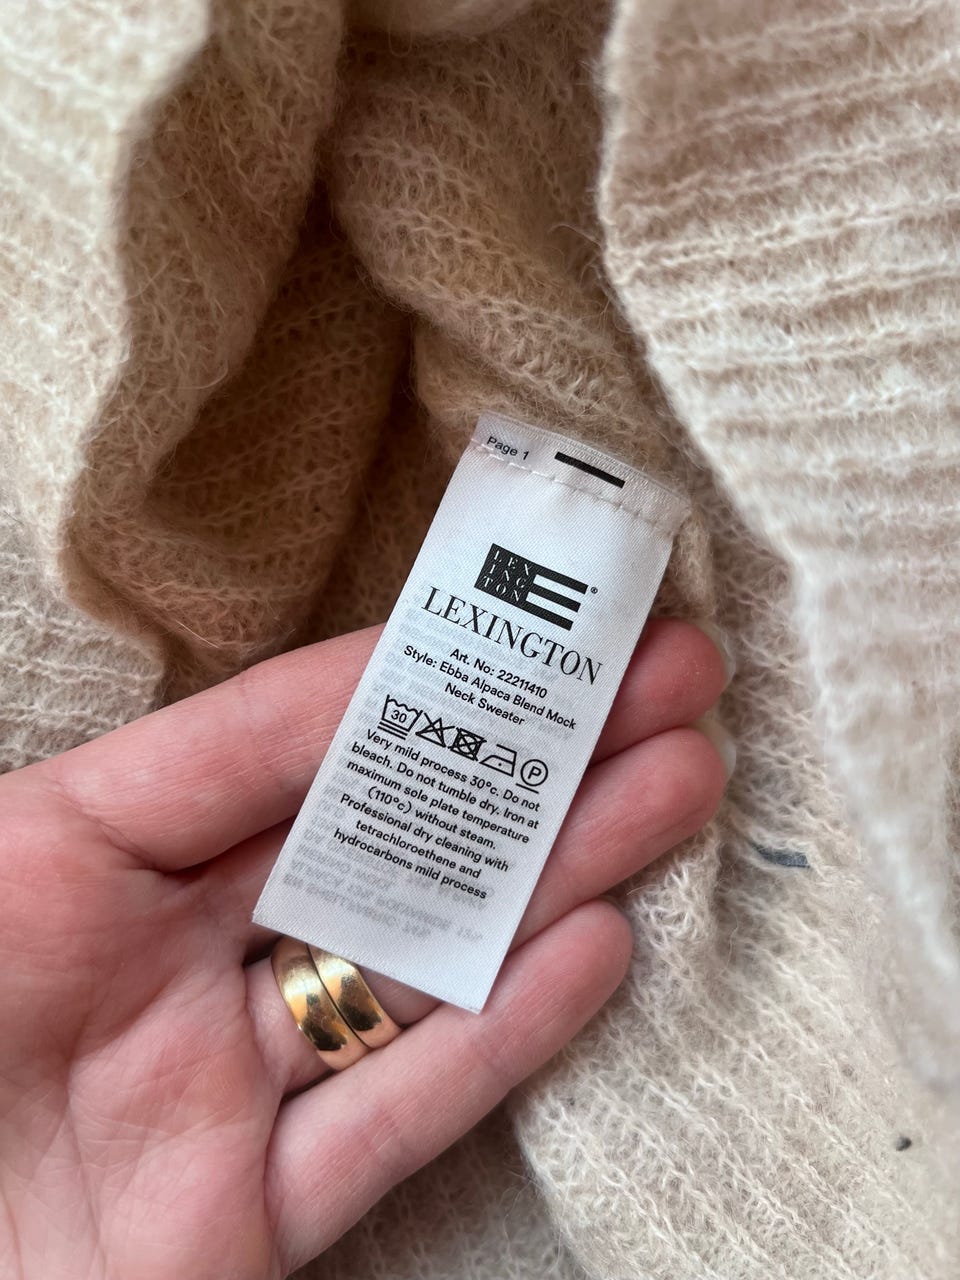 Page 1
LEX
ING
TON
®
LEXINGTON
Art. No: 22211410
Style: Ebba Alpaca Blend Mock
Neck Sweater
30
P
Very mild process 30°c. Do not
bleach. Do not tumble dry. Iron at
maximum sole plate temperature
(110°c) without steam.
Professional dry cleaning with
tetrachloroethene and
hydrocarbons mild process